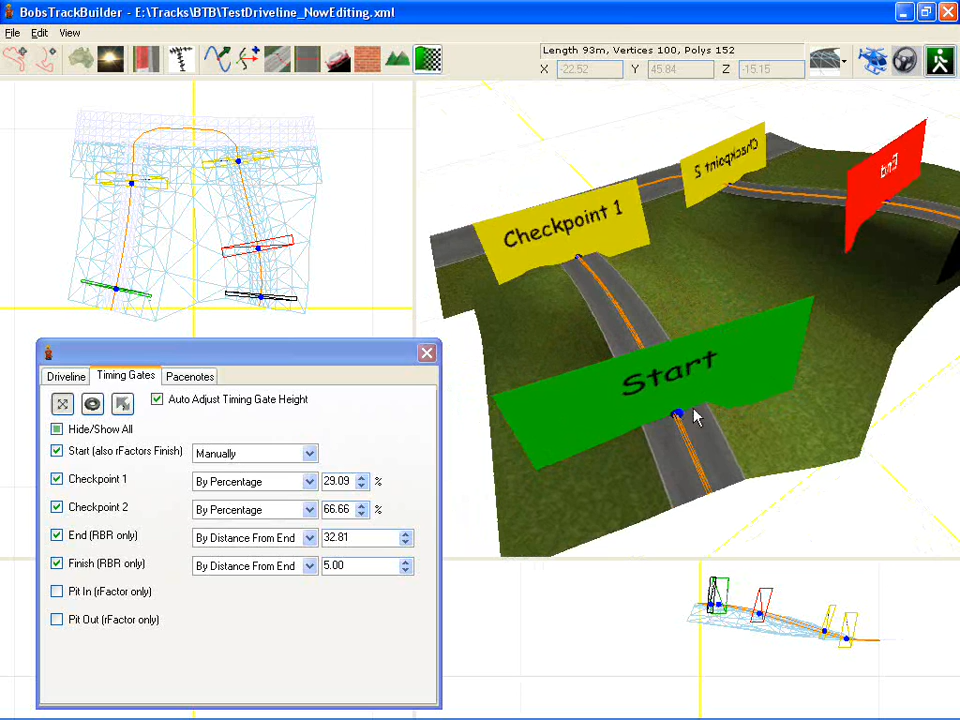 BobsTrackBuilder - E:\Tracks\BTB\TestDriveline_NowEditing.xml
File Edit View
Length 93m, Vertices 100, Polys 152
X -22.52 Y 45.84 Z -15.15
Checkpoint 2
End
Checkpoint 1
Start
Driveline Timing Gates Pacenotes
Auto Adjust Timing Gate Height
Hide/Show All
Start (also rFactors Finish) Manually
Checkpoint 1 By Percentage 29.09 %
Checkpoint 2 By Percentage 66.66 %
End (RBR only) By Distance From End 32.81
Finish (RBR only) By Distance From End 5.00
Pit In (rFactor only)
Pit Out (rFactor only)